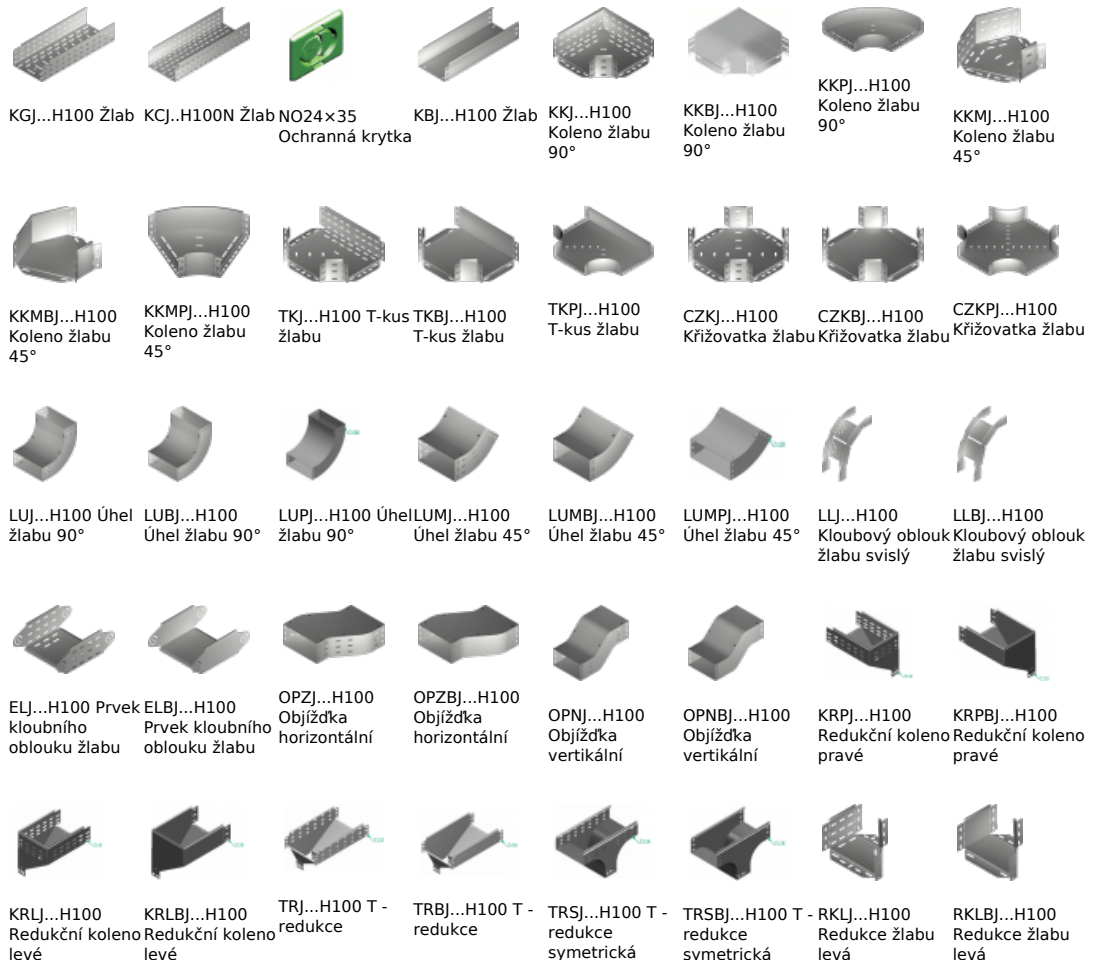 KGJ...H100 Žlab
KCJ..H100N Žlab
NO24×35
Ochranná krytka
KBJ...H100 Žlab
KKJ...H100
Koleno žlabu
90°
KKBJ...H100
Koleno žlabu
90°
KKPJ...H100
Koleno žlabu
90°
KKMJ...H100
Koleno žlabu
45°
KKMBJ...H100
Koleno žlabu
45°
KKMPJ...H100
Koleno žlabu
45°
TKJ...H100 T-kus
žlabu
TKBJ...H100
T-kus žlabu
TKPJ...H100
T-kus žlabu
CZKJ...H100
Křižovatka žlabu
CZKBJ...H100
Křižovatka žlabu
CZKPJ...H100
Křižovatka žlabu
LUJ...H100 Úhel
žlabu 90°
LUBJ...H100
Úhel žlabu 90°
LUPJ...H100 Úhel
žlabu 90°
LUMJ...H100
Úhel žlabu 45°
LUMBJ...H100
Úhel žlabu 45°
LUMPJ...H100
Úhel žlabu 45°
LLJ...H100
Kloubový oblouk
žlabu svislý
LLBJ...H100
Kloubový oblouk
žlabu svislý
ELJ...H100 Prvek
kloubního
oblouku žlabu
ELBJ...H100
Prvek kloubního
oblouku žlabu
OPZJ...H100
Objížďka
horizontální
OPZBJ...H100
Objížďka
horizontální
OPNJ...H100
Objížďka
vertikální
OPNBJ...H100
Objížďka
vertikální
KRPJ...H100
Redukční koleno
pravé
KRPBJ...H100
Redukční koleno
pravé
KRLJ...H100
Redukční koleno
levé
KRLBJ...H100
Redukční koleno
levé
TRJ...H100 T -
redukce
TRBJ...H100 T -
redukce
TRSJ...H100 T -
redukce
symetrická
TRSBJ...H100 T -
redukce
symetrická
RKLJ...H100
Redukce žlabu
levá
RKLBJ...H100
Redukce žlabu
levá